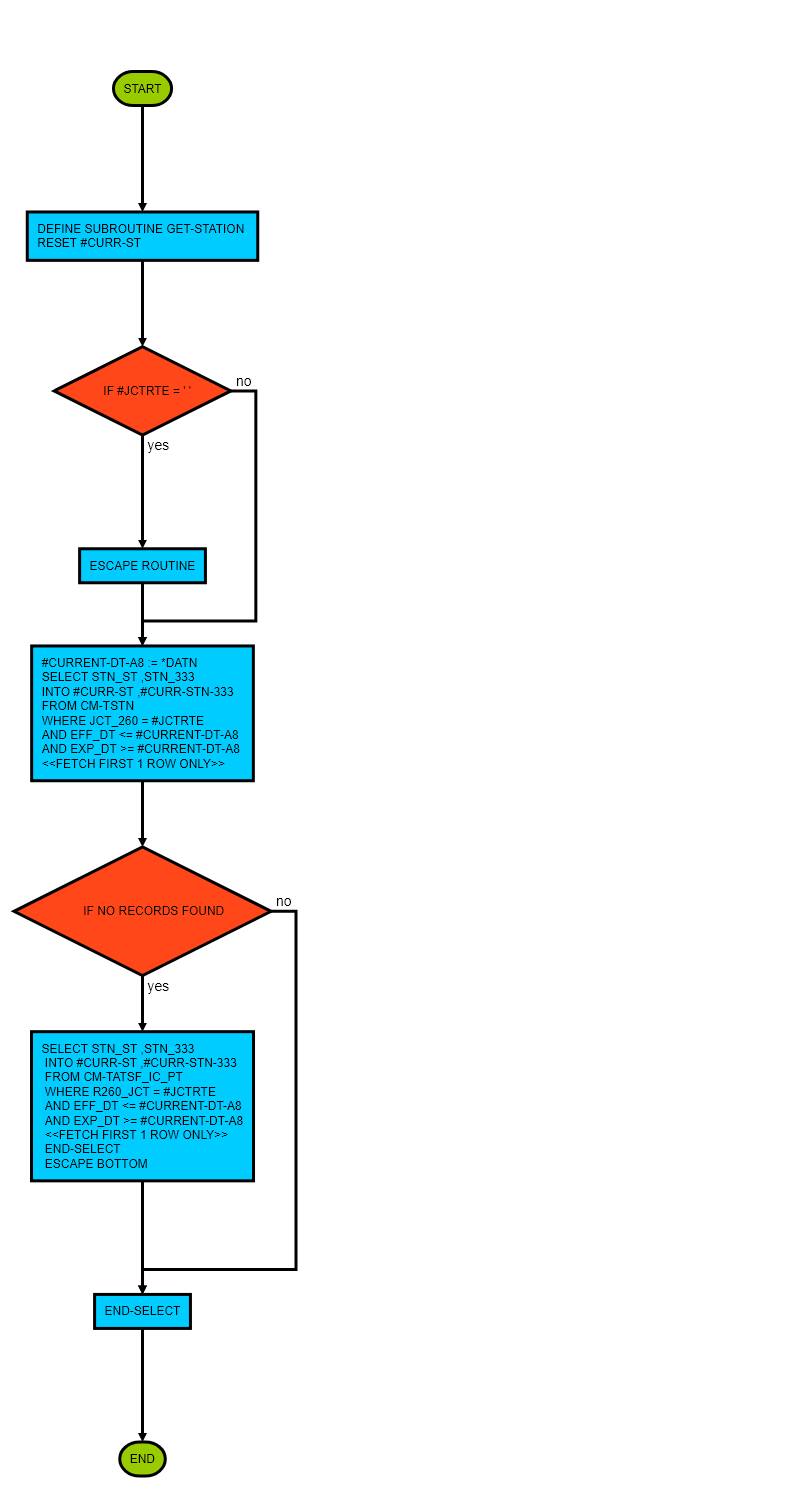 START
DEFINE SUBROUTINE GET-STATION
RESET #CURR-ST
IF #JCTRTE = ' '
no
yes
ESCAPE ROUTINE
#CURRENT-DT-A8 := *DATN
SELECT STN_ST ,STN_333
INTO #CURR-ST ,#CURR-STN-333
FROM CM-TSTN
WHERE JCT_260 = #JCTRTE
AND EFF_DT <= #CURRENT-DT-A8
AND EXP_DT >= #CURRENT-DT-A8
<<FETCH FIRST 1 ROW ONLY>>
IF NO RECORDS FOUND
no
yes
SELECT STN_ST ,STN_333
INTO #CURR-ST ,#CURR-STN-333
FROM CM-TATSF_IC_PT
WHERE R260_JCT = #JCTRTE
AND EFF_DT <= #CURRENT-DT-A8
AND EXP_DT >= #CURRENT-DT-A8
<<FETCH FIRST 1 ROW ONLY>>
END-SELECT
ESCAPE BOTTOM
END-SELECT
END